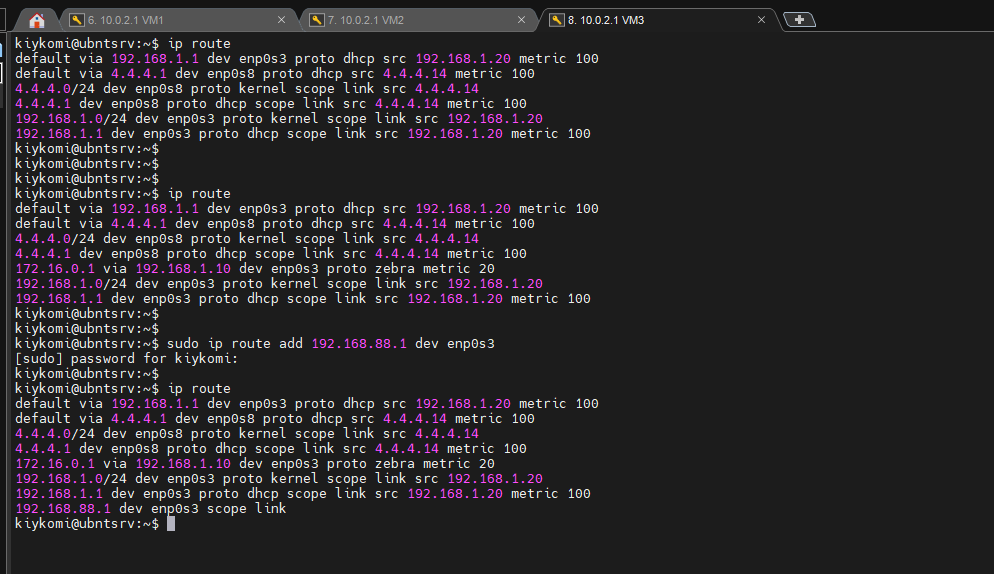 6. 10.0.2.1 VM1
7. 10.0.2.1 VM2
8. 10.0.2.1 VM3
kiykomi@ubntsrv:~$ ip route
default via 192.168.1.1 dev enp0s3 proto dhcp src 192.168.1.20 metric 100
default via 4.4.4.1 dev enp0s8 proto dhcp src 4.4.4.14 metric 100
4.4.4.0/24 dev enp0s8 proto kernel scope link src 4.4.4.14
4.4.4.1 dev enp0s8 proto dhcp scope link src 4.4.4.14 metric 100
192.168.1.0/24 dev enp0s3 proto kernel scope link src 192.168.1.20
192.168.1.1 dev enp0s3 proto dhcp scope link src 192.168.1.20 metric 100
kiykomi@ubntsrv:~$
kiykomi@ubntsrv:~$
kiykomi@ubntsrv:~$
kiykomi@ubntsrv:~$ ip route
default via 192.168.1.1 dev enp0s3 proto dhcp src 192.168.1.20 metric 100
default via 4.4.4.1 dev enp0s8 proto dhcp src 4.4.4.14 metric 100
4.4.4.0/24 dev enp0s8 proto kernel scope link src 4.4.4.14
4.4.4.1 dev enp0s8 proto dhcp scope link src 4.4.4.14 metric 100
172.16.0.1 via 192.168.1.10 dev enp0s3 proto zebra metric 20
192.168.1.0/24 dev enp0s3 proto kernel scope link src 192.168.1.20
192.168.1.1 dev enp0s3 proto dhcp scope link src 192.168.1.20 metric 100
kiykomi@ubntsrv:~$
kiykomi@ubntsrv:~$
kiykomi@ubntsrv:~$ sudo ip route add 192.168.88.1 dev enp0s3
[sudo] password for kiykomi:
kiykomi@ubntsrv:~$
kiykomi@ubntsrv:~$ ip route
default via 192.168.1.1 dev enp0s3 proto dhcp src 192.168.1.20 metric 100
default via 4.4.4.1 dev enp0s8 proto dhcp src 4.4.4.14 metric 100
4.4.4.0/24 dev enp0s8 proto kernel scope link src 4.4.4.14
4.4.4.1 dev enp0s8 proto dhcp scope link src 4.4.4.14 metric 100
172.16.0.1 via 192.168.1.10 dev enp0s3 proto zebra metric 20
192.168.1.0/24 dev enp0s3 proto kernel scope link src 192.168.1.20
192.168.1.1 dev enp0s3 proto dhcp scope link src 192.168.1.20 metric 100
192.168.88.1 dev enp0s3 scope link
kiykomi@ubntsrv:~$